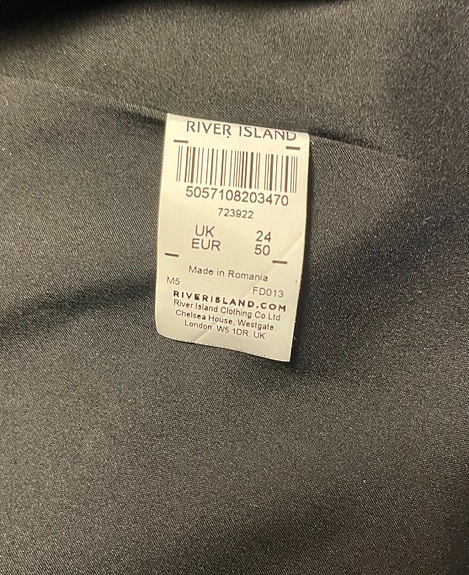 RIVER ISLAND
5057108203470
723922
UK 24
EUR 50
Made in Romania
M5 FD013
RIVERISLAND.COM
River Island Clothing Co Ltd
Chelsea House, Westgate.
London. W5 1DR. UK